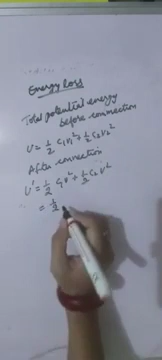 Energy loss
Total potential energy
before connection
U = 1/2 C₁V₁² + 1/2 C₂V₂²
After connection
U' = 1/2 C₁V² + 1/2 C₂V²
= 1/2